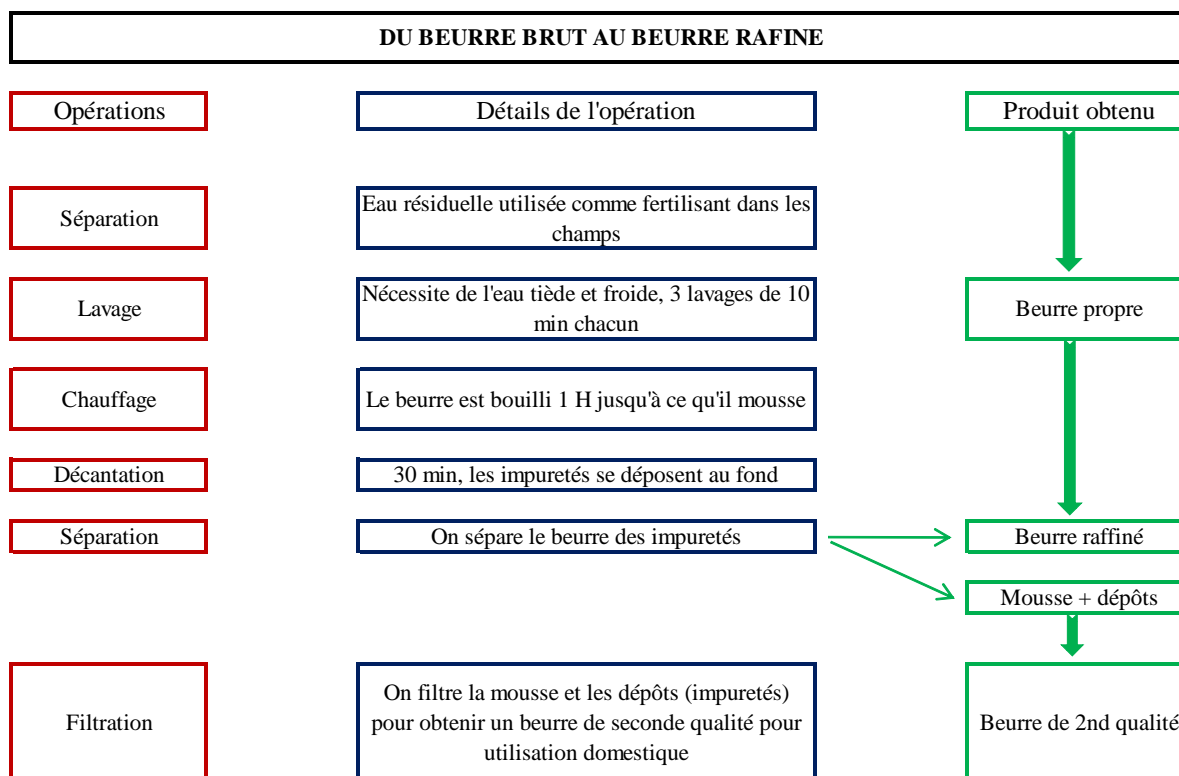 DU BEURRE BRUT AU BEURRE RAFINE
Opérations
Détails de l'opération
Produit obtenu
Séparation
Eau résiduelle utilisée comme fertilisant dans les
champs
Lavage
Nécessite de l'eau tiède et froide, 3 lavages de 10
min chacun
Beurre propre
Chauffage
Le beurre est bouilli 1 H jusqu'à ce qu'il mousse
Décantation
30 min, les impuretés se déposent au fond
Séparation
On sépare le beurre des impuretés
Beurre raffiné
Mousse + dépôts
Filtration
On filtre la mousse et les dépôts (impuretés)
pour obtenir un beurre de seconde qualité pour
utilisation domestique
Beurre de 2nd qualité